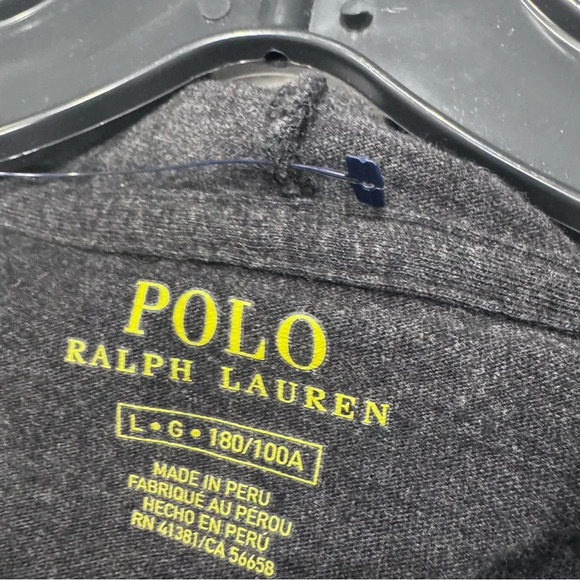 POLO
RALPH LAUREN
L • G • 180/100A
MADE IN PERU
FABRIQUÉ AU PÉROU
HECHO EN PERÚ
RN 41381/CA 56658